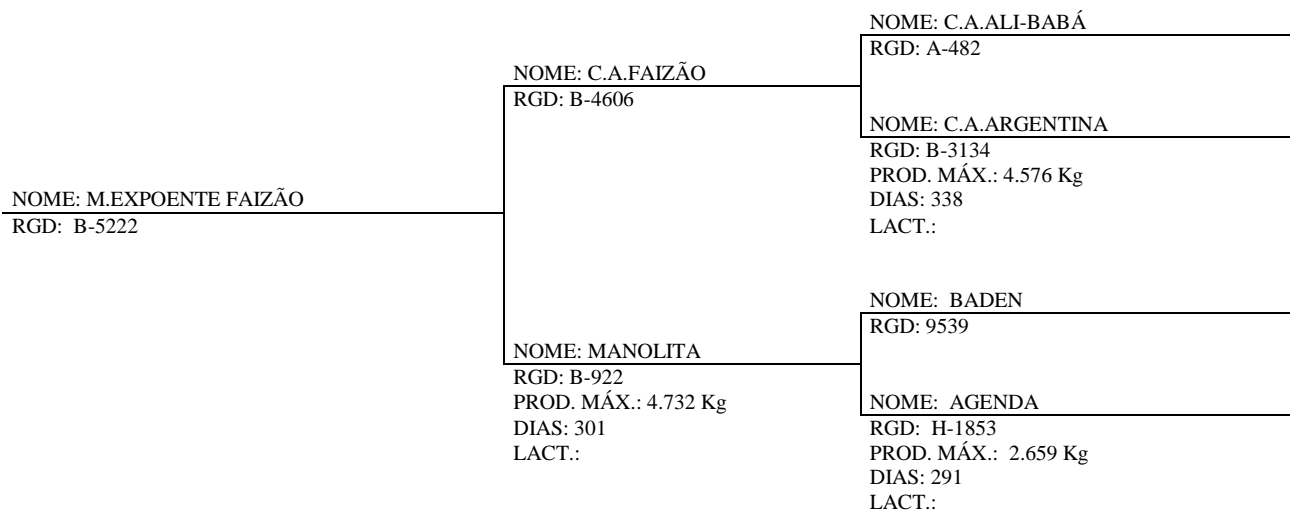 NOME: C.A.ALI-BABÁ
RGD: A-482
NOME: C.A.FAIZÃO
RGD: B-4606
NOME: C.A.ARGENTINA
RGD: B-3134
PROD. MÁX.: 4.576 Kg
DIAS: 338
LACT.:
NOME: M.EXPOENTE FAIZÃO
RGD: B-5222
NOME: BADEN
RGD: 9539
NOME: MANOLITA
RGD: B-922
PROD. MÁX.: 4.732 Kg
DIAS: 301
LACT.:
NOME: AGENDA
RGD: H-1853
PROD. MÁX.: 2.659 Kg
DIAS: 291
LACT.: